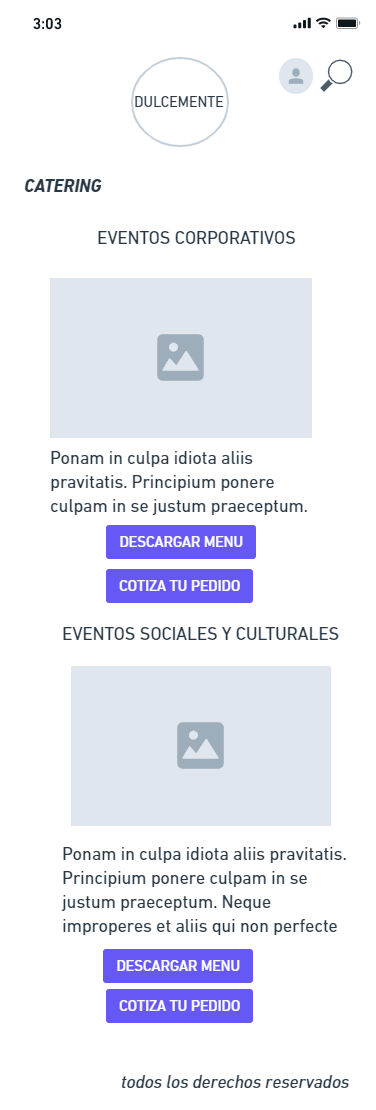 3:03
DULCEMENTE
CATERING
EVENTOS CORPORATIVOS
Ponam in culpa idiota aliis
pravitatis. Principium ponere
culpam in se justum praeceptum.
DESCARGAR MENU
COTIZA TU PEDIDO
EVENTOS SOCIALES Y CULTURALES
Ponam in culpa idiota aliis pravitatis.
Principium ponere culpam in se
justum praeceptum. Neque
improperes et aliis qui non perfecte
DESCARGAR MENU
COTIZA TU PEDIDO
todos los derechos reservados